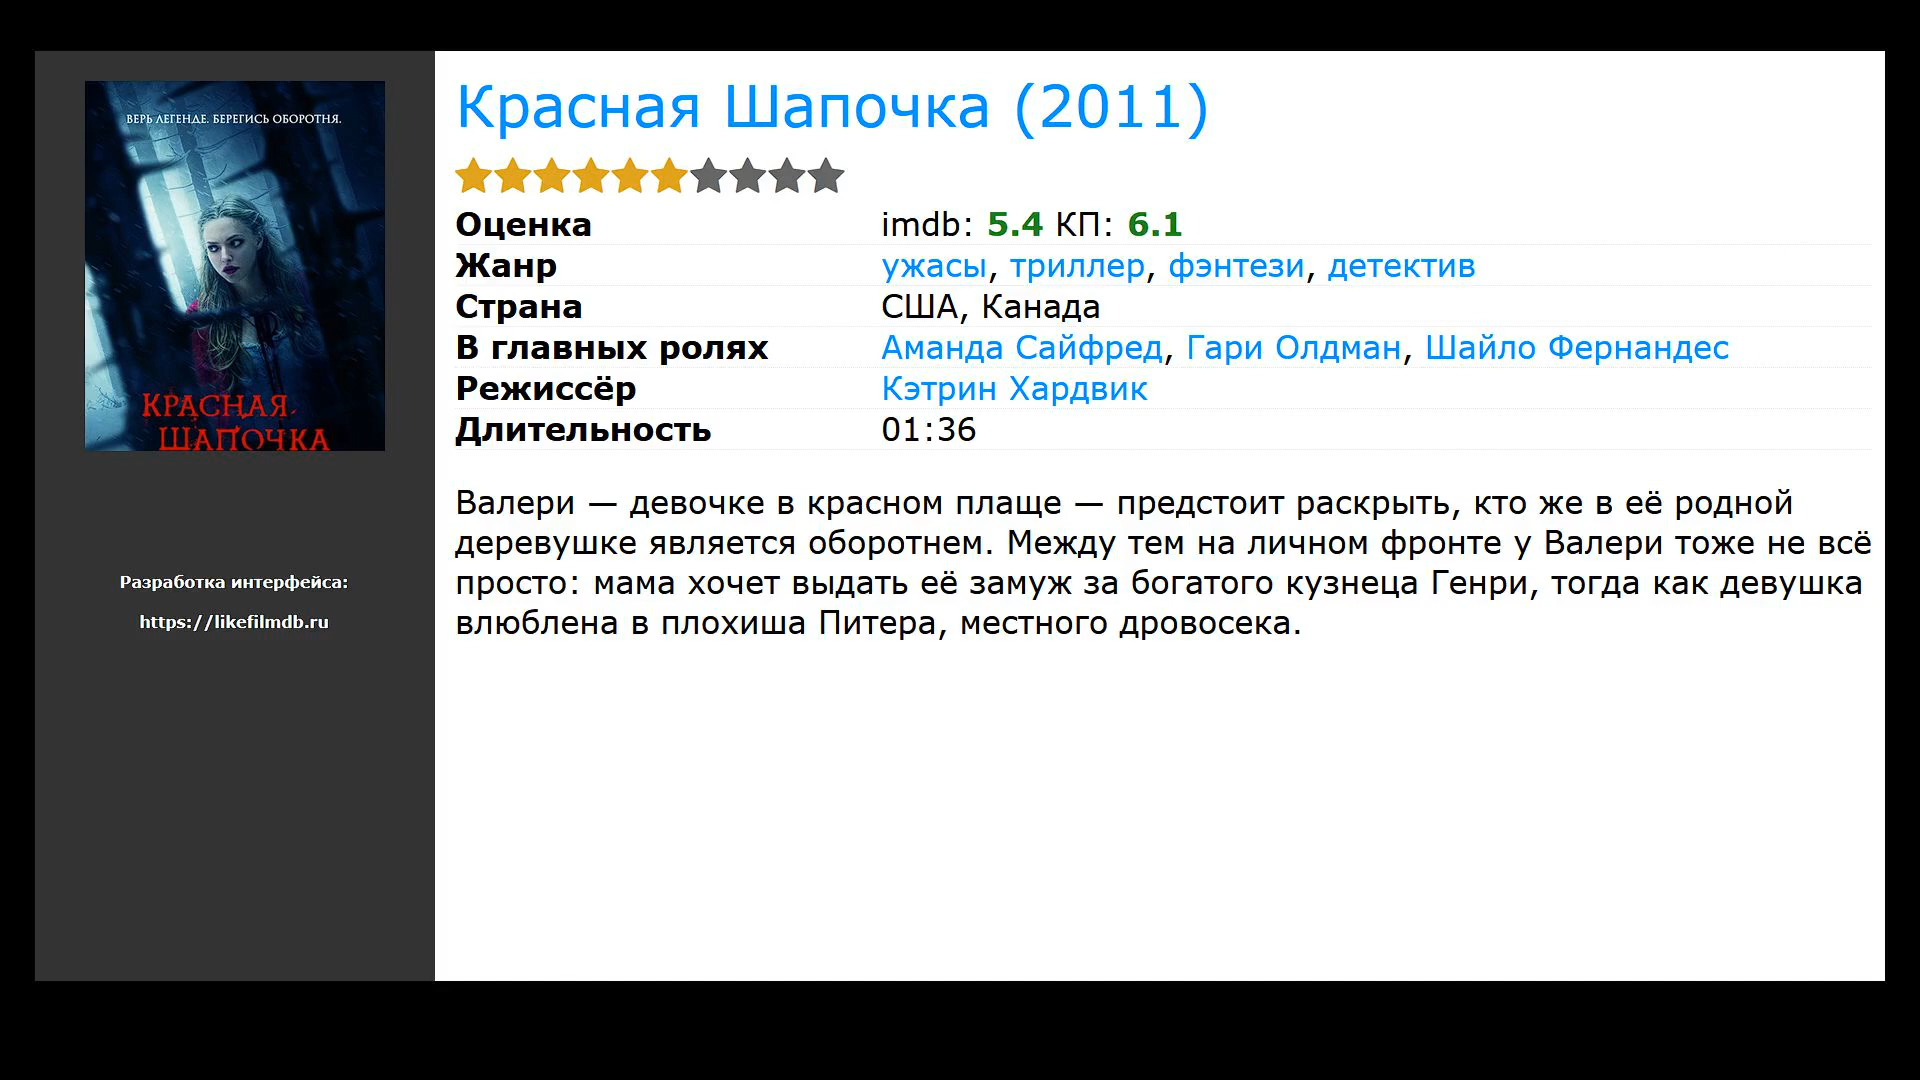 ВЕРЬ ЛЕГЕНДЕ. БЕРЕГИСЬ ОБОРОТНЯ.
КРАСНАЯ
ШАПОЧКА
Разработка интерфейса:
https://likefilmdb.ru
Красная Шапочка (2011)
Оценка imdb: 5.4 КП: 6.1
Жанр ужасы, триллер, фэнтези, детектив
Страна США, Канада
В главных ролях Аманда Сайфред, Гари Олдман, Шайло Фернандес
Режиссёр Кэтрин Хардвик
Длительность 01:36
Валери — девочке в красном плаще — предстоит раскрыть, кто же в её родной
деревушке является оборотнем. Между тем на личном фронте у Валери тоже не всё
просто: мама хочет выдать её замуж за богатого кузнеца Генри, тогда как девушка
влюблена в плохиша Питера, местного дровосека.